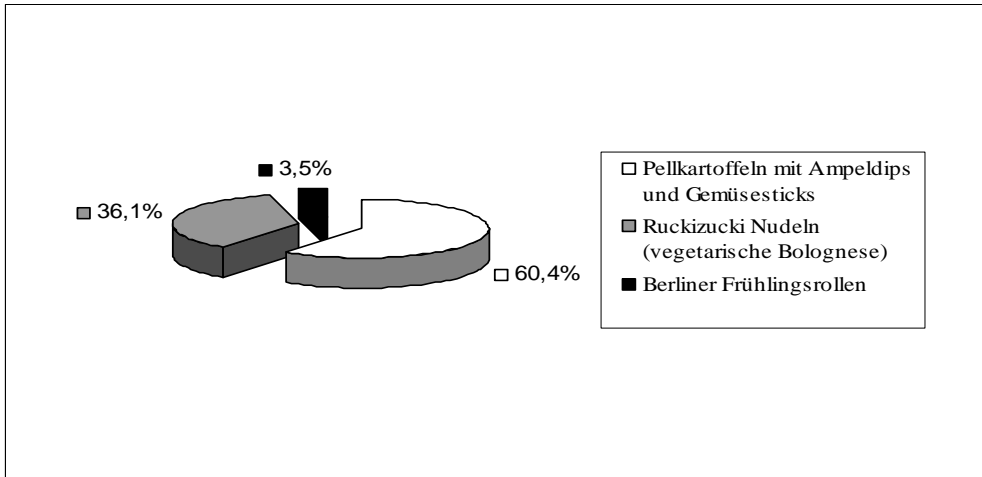 3,5%
36,1%
60,4%
Pellkartoffeln mit Ampeldips
und Gemüsesticks
Ruckizucki Nudeln
(vegetarische Bolognese)
Berliner Frühlingsrollen